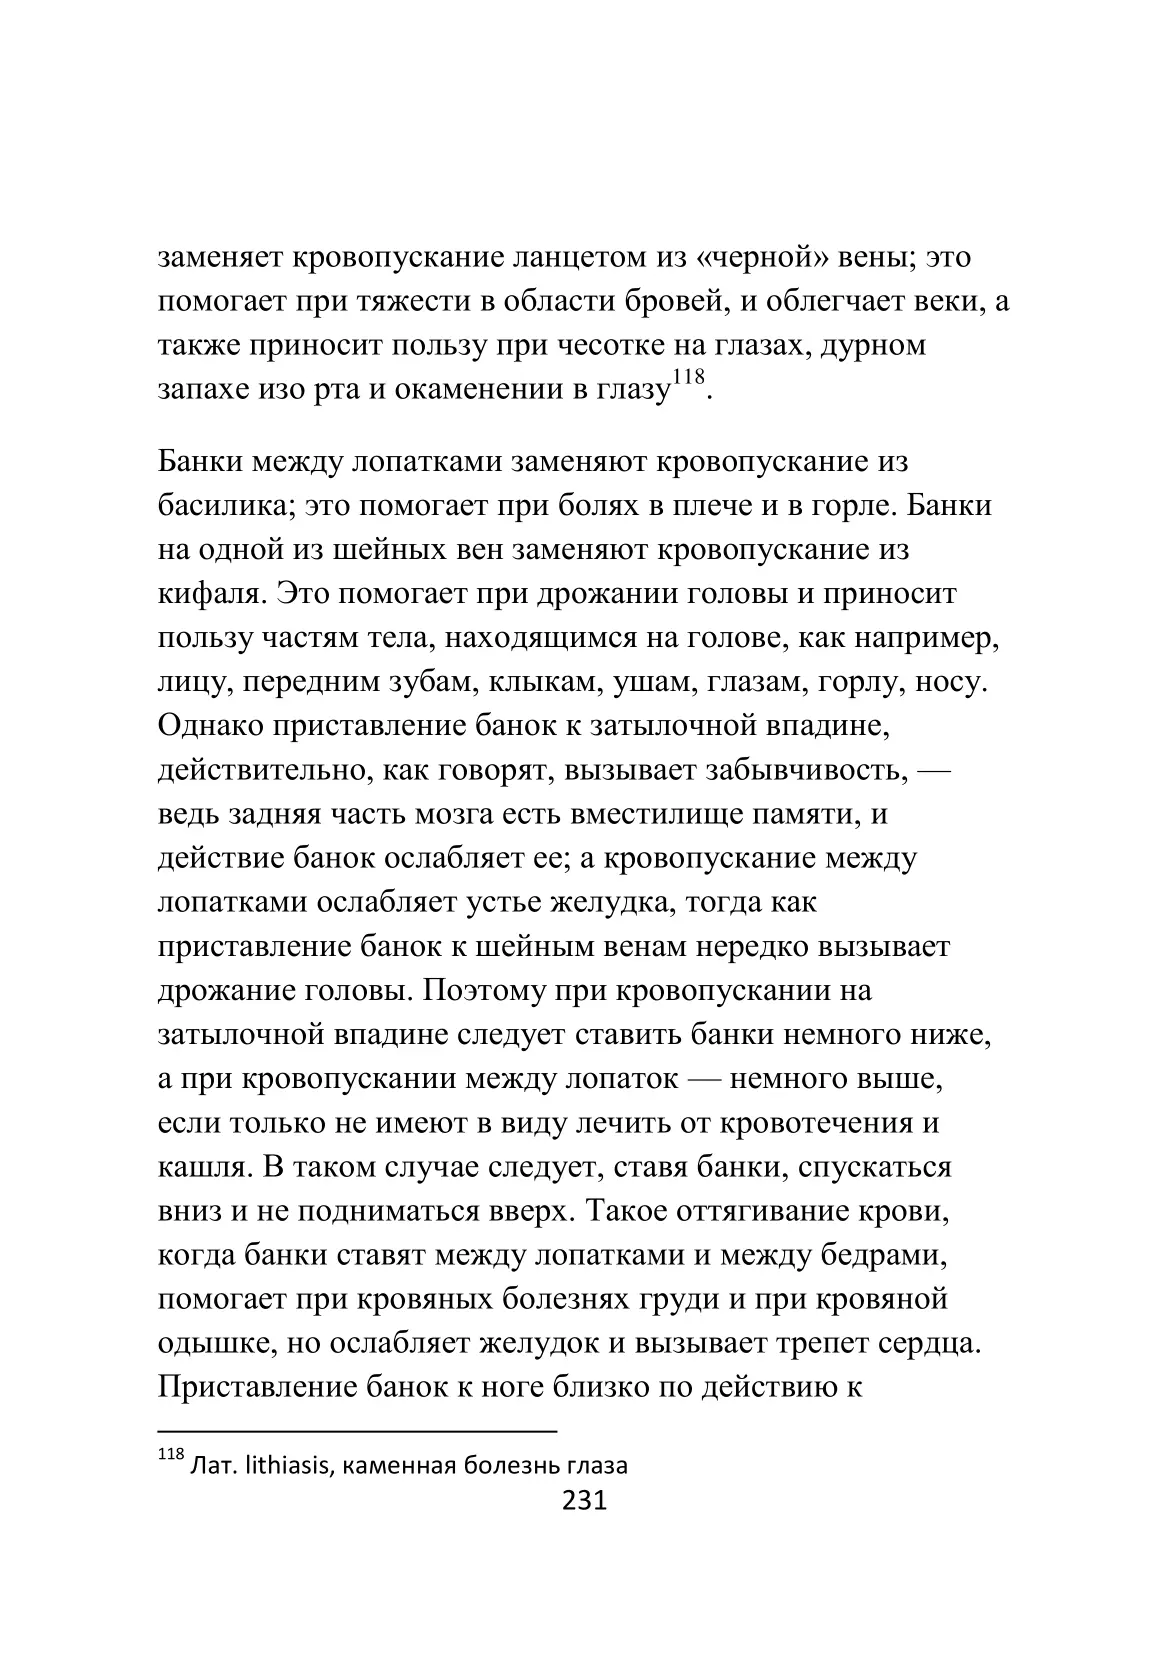 заменяет кровопускание ланцетом из «черной» вены; это
помогает при тяжести в области бровей, и облегчает веки, а
также приносит пользу при чесотке на глазах, дурном
запахе изо рта и окаменении в глазу118.
Банки между лопатками заменяют кровопускание из
басилика; это помогает при болях в плече и в горле. Банки
на одной из шейных вен заменяют кровопускание из
кифаля. Это помогает при дрожании головы и приносит
пользу частям тела, находящимся на голове, как например,
лицу, передним зубам, клыкам, ушам, глазам, горлу, носу.
Однако приставление банок к затылочной впадине,
действительно, как говорят, вызывает забывчивость, —
ведь задняя часть мозга есть вместилище памяти, и
действие банок ослабляет ее; а кровопускание между
лопатками ослабляет устье желудка, тогда как
приставление банок к шейным венам нередко вызывает
дрожание головы. Поэтому при кровопускании на
затылочной впадине следует ставить банки немного ниже,
а при кровопускании между лопаток — немного выше,
если только не имеют в виду лечить от кровотечения и
кашля. В таком случае следует, ставя банки, спускаться
вниз и не подниматься вверх. Такое оттягивание крови,
когда банки ставят между лопатками и между бедрами,
помогает при кровяных болезнях груди и при кровяной
одышке, но ослабляет желудок и вызывает трепет сердца.
Приставление банок к ноге близко по действию к
118 Лат. lithiasis, каменная болезнь глаза
231